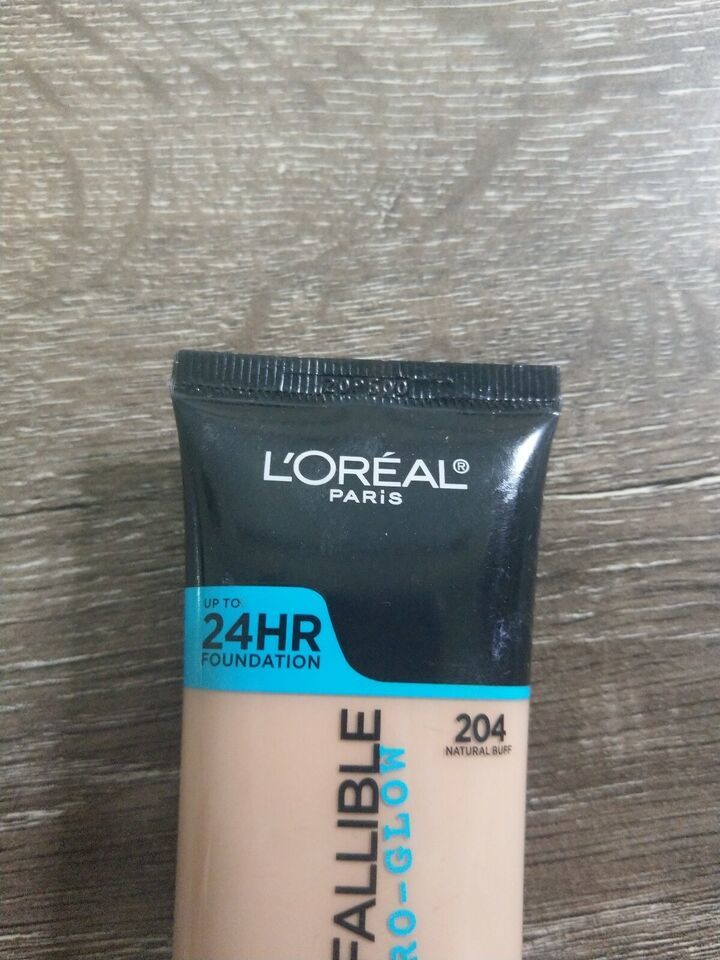 L'ORÉAL®
PARiS
UP TO
24HR
FOUNDATION
204
NATURAL BUFF
FALLIBLE
RO-GLOW